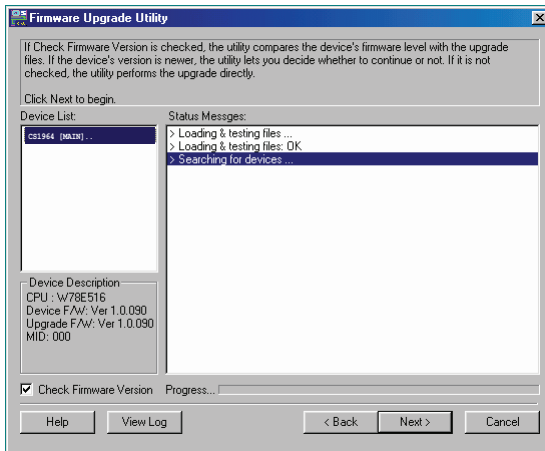 Firmware Upgrade Utility
If Check Firmware Version is checked, the utility compares the device's firmware level with the upgrade
files. If the device's version is newer, the utility lets you decide whether to continue or not. If it is not
checked, the utility performs the upgrade directly.
Click Next to begin.
Device List:
Status Messges:
CS1964 [MAIN]..
> Loading & testing files ...
> Loading & testing files: OK
> Searching for devices ...
Device Description
CPU : W78E516
Device F/W: Ver 1.0.090
Upgrade F/W: Ver 1.0.090
MID: 000
Check Firmware Version
Progress...
Help
View Log
< Back
Next >
Cancel